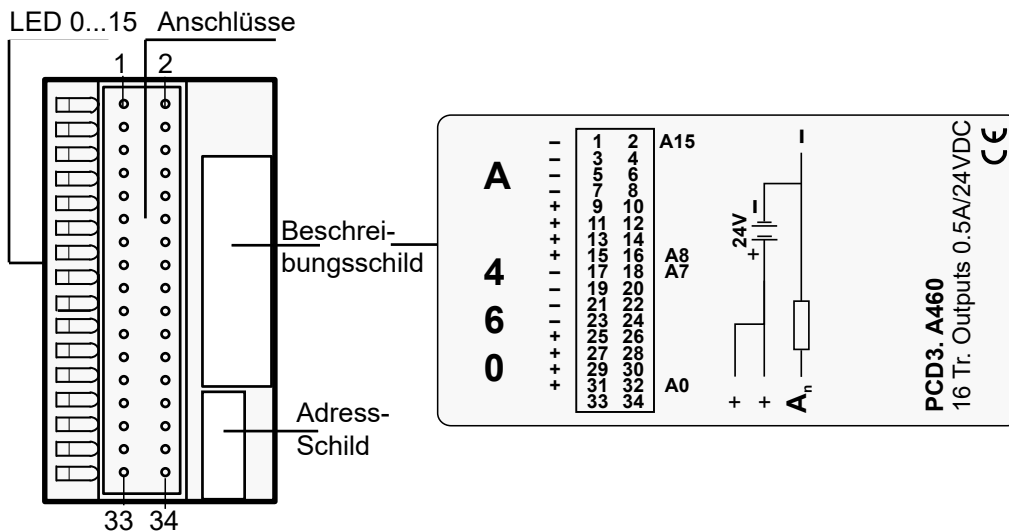 LED 0...15 Anschlüsse
1 2
Beschrei-
bungsschild
Adress-
Schild
33 34
A
4
6
0
– 1 2 A15
– 3 4
– 5 6
– 7 8
+ 9 10
+ 11 12
+ 13 14
+ 15 16 A8
– 17 18 A7
– 19 20
– 21 22
– 23 24
+ 25 26
+ 27 28
+ 29 30
+ 31 32 A0
33 34
–
–
24V
+
+ + An
PCD3. A460
16 Tr. Outputs 0.5A/24VDC
CE